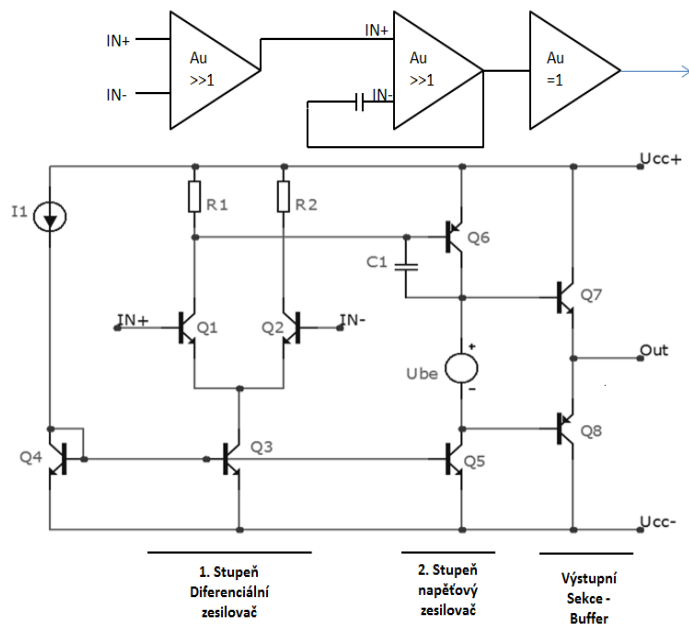 IN+
IN-
Au
>>1
IN+
IN-
Au
>>1
Au
=1
Ucc+
I1
R1
R2
Q6
C1
Q7
IN+
Q1
Q2
IN-
Out
Ube
+
-
Q4
Q3
Q5
Q8
Ucc-
1. Stupeň
Diferenciální
zesilovač
2. Stupeň
napěťový
zesilovač
Výstupní
Sekce -
Buffer